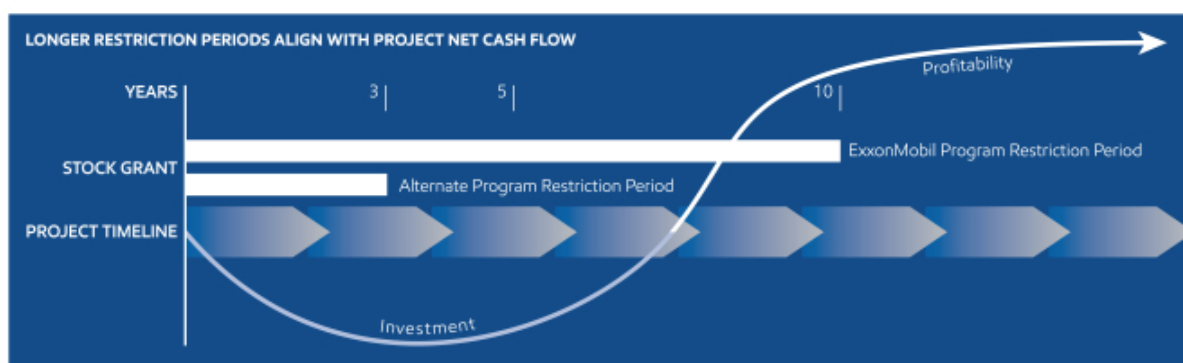 LONGER RESTRICTION PERIODS ALIGN WITH PROJECT NET CASH FLOW
Profitability
YEARS 3 5 10
ExxonMobil Program Restriction Period
STOCK GRANT
Alternate Program Restriction Period
PROJECT TIMELINE
Investment